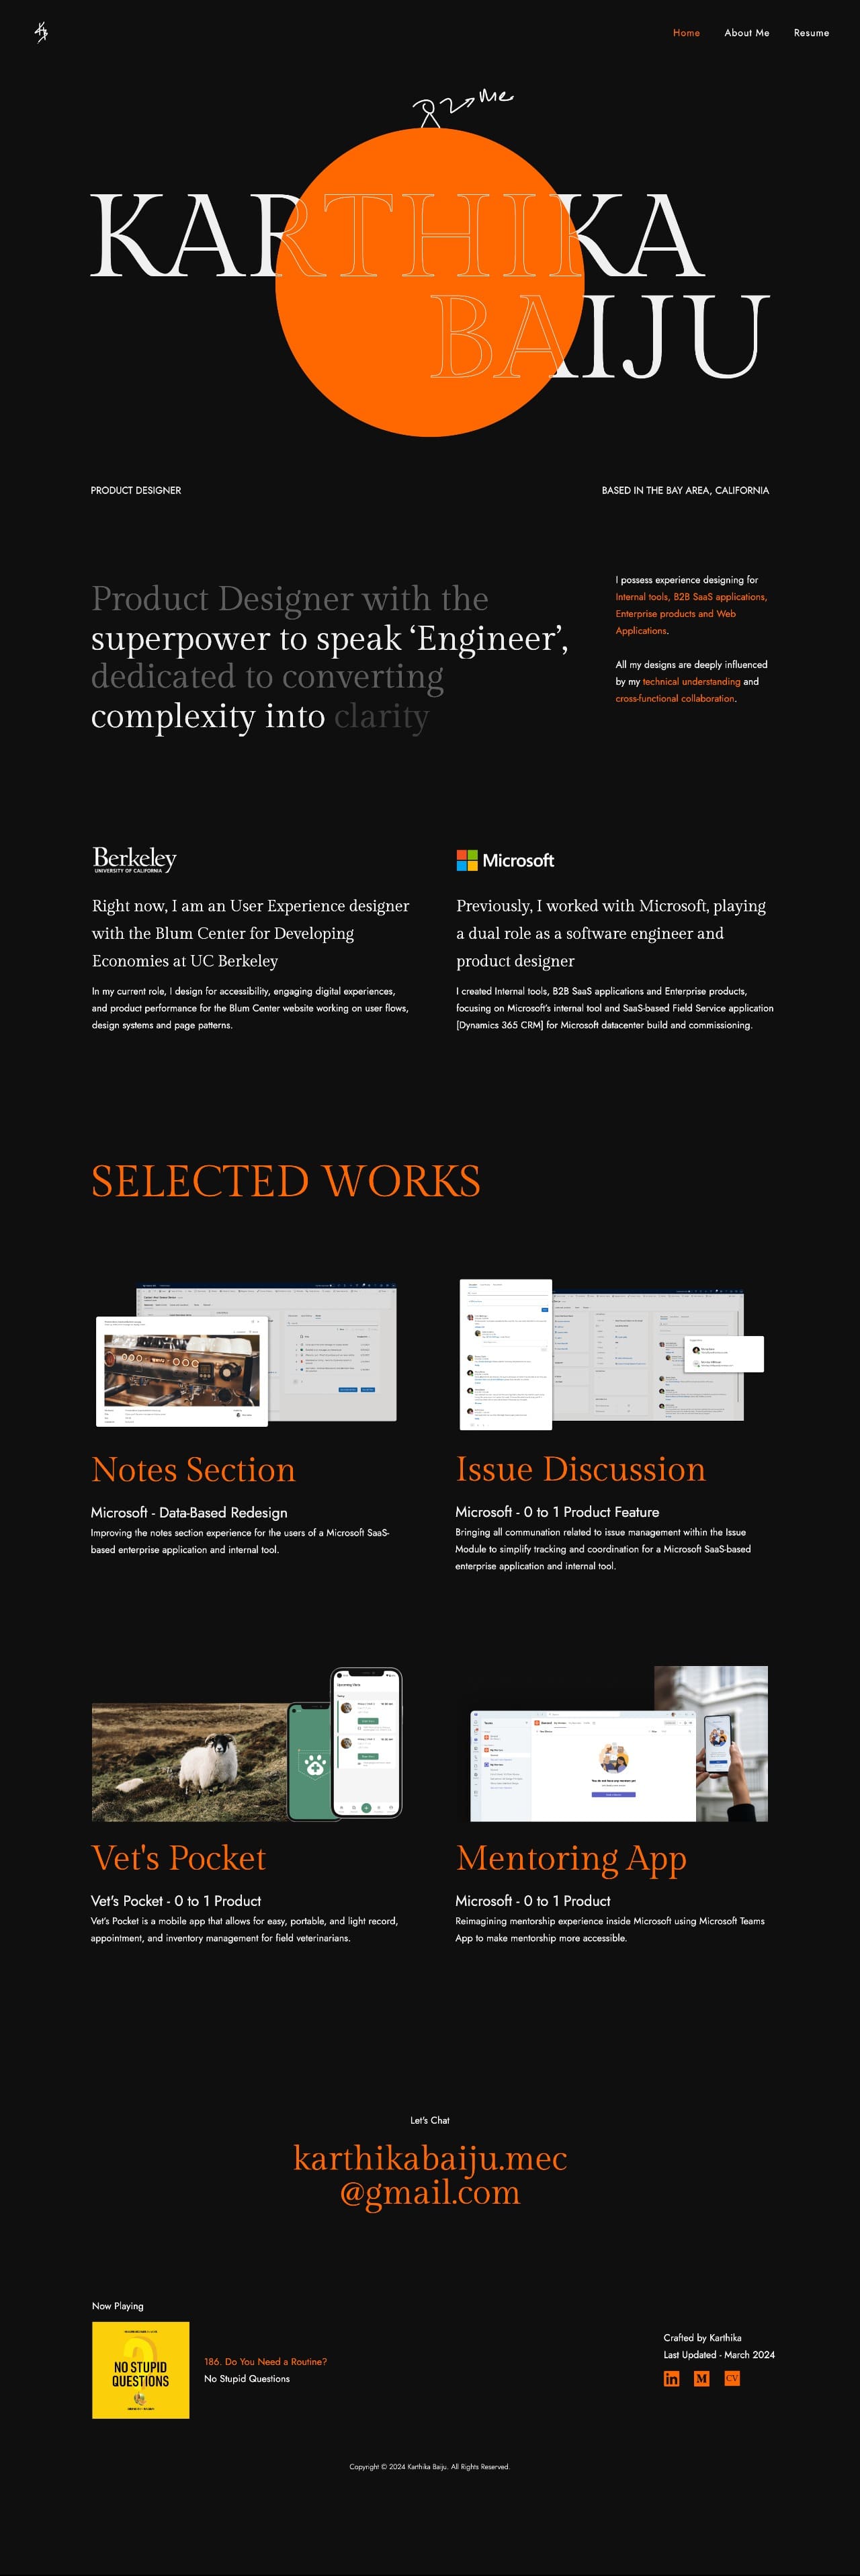 Home
About Me
Resume
me
KARTHIKA
BAIJU
PRODUCT DESIGNER
BASED IN THE BAY AREA, CALIFORNIA
Product Designer with the
superpower to speak ‘Engineer’,
dedicated to converting
complexity into clarity
I possess experience designing for
Internal tools, B2B SaaS applications,
Enterprise products and Web
Applications.
All my designs are deeply influenced
by my technical understanding and
cross-functional collaboration.
Berkeley
UNIVERSITY OF CALIFORNIA
Right now, I am an User Experience designer
with the Blum Center for Developing
Economies at UC Berkeley
In my current role, I design for accessibility, engaging digital experiences,
and product performance for the Blum Center website working on user flows,
design systems and page patterns.
Microsoft
Previously, I worked with Microsoft, playing
a dual role as a software engineer and
product designer
I created Internal tools, B2B SaaS applications and Enterprise products,
focusing on Microsoft’s internal tool and SaaS-based Field Service application
[Dynamics 365 CRM] for Microsoft datacenter build and commissioning.
SELECTED WORKS
Notes Section
Microsoft - Data-Based Redesign
Improving the notes section experience for the users of a Microsoft SaaS-
based enterprise application and internal tool.
Issue Discussion
Microsoft - 0 to 1 Product Feature
Bringing all communation related to issue management within the Issue
Module to simplify tracking and coordination for a Microsoft SaaS-based
enterprise application and internal tool.
Vet's Pocket
Vet's Pocket - 0 to 1 Product
Vet’s Pocket is a mobile app that allows for easy, portable, and light record,
appointment, and inventory management for field veterinarians.
Mentoring App
Microsoft - 0 to 1 Product
Reimagining mentorship experience inside Microsoft using Microsoft Teams
App to make mentorship more accessible.
Let's Chat
karthikabaiju.mec
@gmail.com
Now Playing
NO STUPID
QUESTIONS
186. Do You Need a Routine?
No Stupid Questions
Crafted by Karthika
Last Updated - March 2024
in
M
CV
Copyright © 2024 Karthika Baiju. All Rights Reserved.